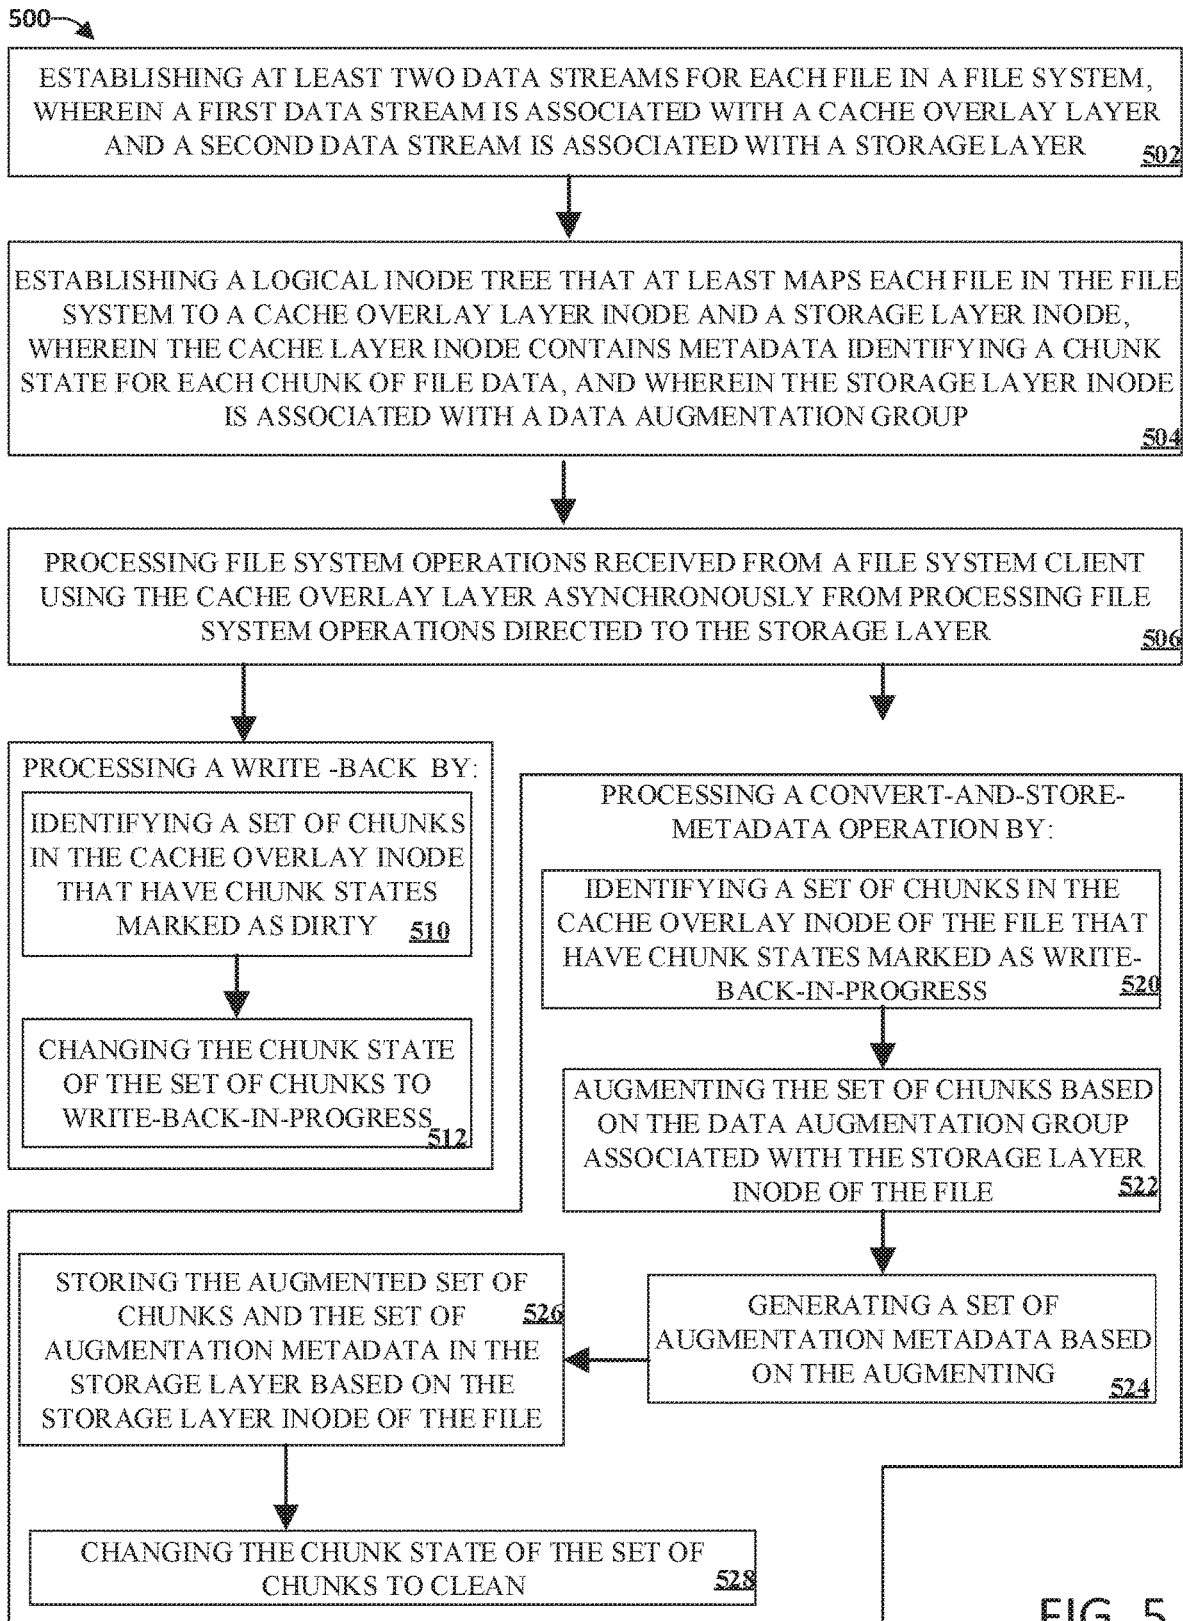 500
ESTABLISHING AT LEAST TWO DATA STREAMS FOR EACH FILE IN A FILE SYSTEM,
WHEREIN A FIRST DATA STREAM IS ASSOCIATED WITH A CACHE OVERLAY LAYER
AND A SECOND DATA STREAM IS ASSOCIATED WITH A STORAGE LAYER
502
ESTABLISHING A LOGICAL INODE TREE THAT AT LEAST MAPS EACH FILE IN THE FILE
SYSTEM TO A CACHE OVERLAY LAYER INODE AND A STORAGE LAYER INODE,
WHEREIN THE CACHE LAYER INODE CONTAINS METADATA IDENTIFYING A CHUNK
STATE FOR EACH CHUNK OF FILE DATA, AND WHEREIN THE STORAGE LAYER INODE
IS ASSOCIATED WITH A DATA AUGMENTATION GROUP
504
PROCESSING FILE SYSTEM OPERATIONS RECEIVED FROM A FILE SYSTEM CLIENT
USING THE CACHE OVERLAY LAYER ASYNCHRONOUSLY FROM PROCESSING FILE
SYSTEM OPERATIONS DIRECTED TO THE STORAGE LAYER
506
PROCESSING A WRITE -BACK BY:
IDENTIFYING A SET OF CHUNKS
IN THE CACHE OVERLAY INODE
THAT HAVE CHUNK STATES
MARKED AS DIRTY 510
CHANGING THE CHUNK STATE
OF THE SET OF CHUNKS TO
WRITE-BACK-IN-PROGRESS
512
PROCESSING A CONVERT-AND-STORE-
METADATA OPERATION BY:
IDENTIFYING A SET OF CHUNKS IN THE
CACHE OVERLAY INODE OF THE FILE THAT
HAVE CHUNK STATES MARKED AS WRITE-
BACK-IN-PROGRESS 520
AUGMENTING THE SET OF CHUNKS BASED
ON THE DATA AUGMENTATION GROUP
ASSOCIATED WITH THE STORAGE LAYER
INODE OF THE FILE 522
GENERATING A SET OF
AUGMENTATION METADATA BASED
ON THE AUGMENTING 524
STORING THE AUGMENTED SET OF
CHUNKS AND THE SET OF 526
AUGMENTATION METADATA IN THE
STORAGE LAYER BASED ON THE
STORAGE LAYER INODE OF THE FILE
CHANGING THE CHUNK STATE OF THE SET OF
CHUNKS TO CLEAN 528
FIG. 5